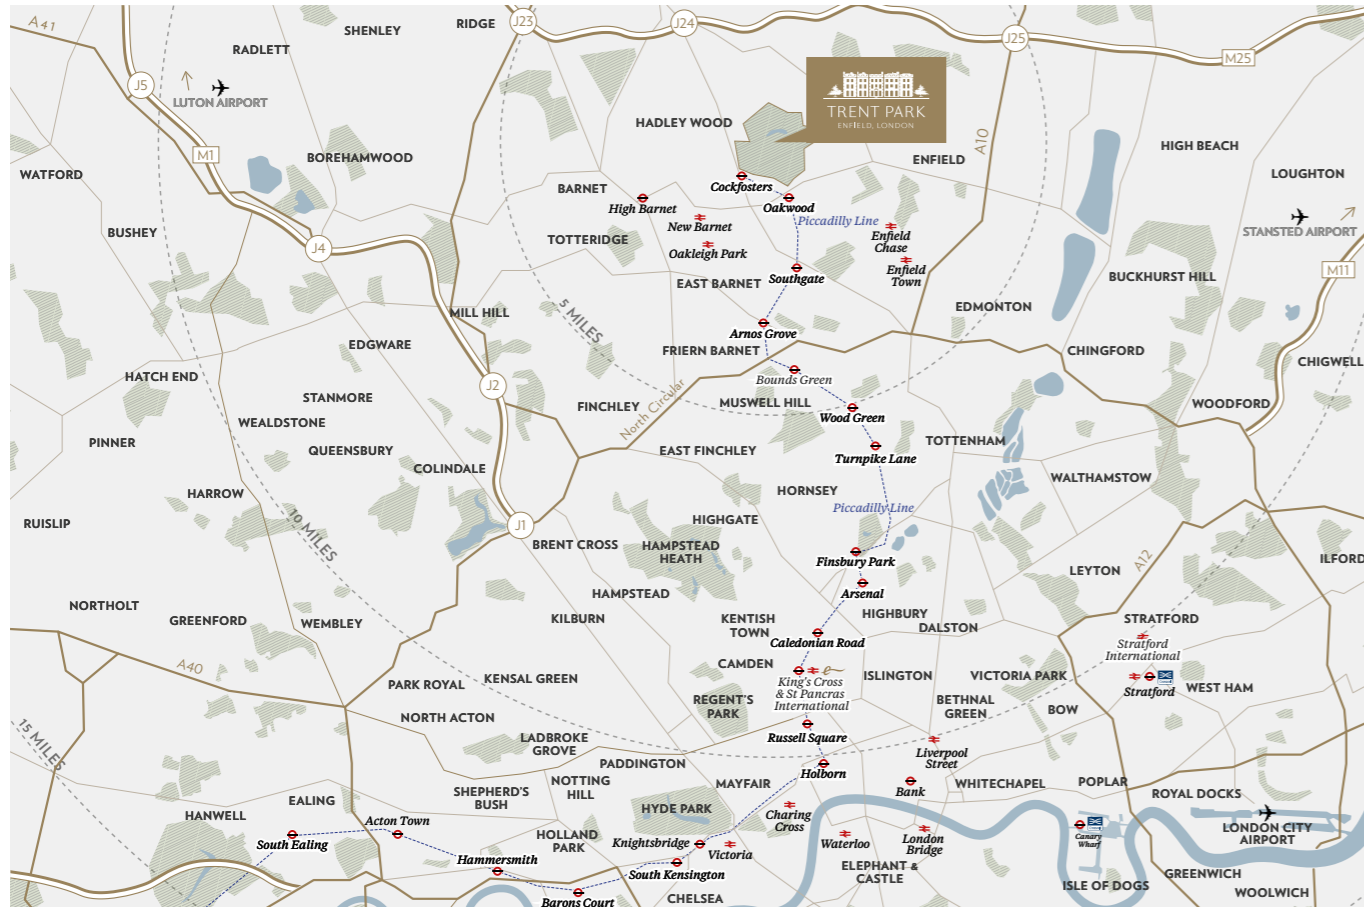 A41
SHENLEY
RIDGE
J23
J24
J25
M25
RADLETT
J5
LUTON AIRPORT
TRENT PARK
ENFIELD, LONDON
HADLEY WOOD
A10
M1
BOREHAMWOOD
ENFIELD
HIGH BEACH
WATFORD
LOUGHTON
BARNET
Cockfosters
High Barnet
Oakwood
New Barnet
Piccadilly Line
Enfield
Chase
STANSTED AIRPORT
BUSHEY
J4
TOTTERIDGE
Oakleigh Park
Enfield
Town
M11
EAST BARNET
Southgate
BUCKHURST HILL
MILL HILL
5 MILES
EDMONTON
Arnos Grove
EDGWARE
FRIERN BARNET
CHINGFORD
CHIGWELL
HATCH END
J2
Bounds Green
STANMORE
North Circular
FINCHLEY
MUSWELL HILL
Wood Green
WOODFORD
WEALDSTONE
PINNER
QUEENSBURY
EAST FINCHLEY
Turnpike Lane
TOTTENHAM
COLINDALE
WALTHAMSTOW
HARROW
HORNSEY
Piccadilly Line
RUISLIP
10 MILES
J1
HIGHGATE
BRENT CROSS
HAMPSTEAD
HEATH
Finsbury Park
A12
ILFORD
LEYTON
Arsenal
HAMPSTEAD
NORTHOLT
GREENFORD
WEMBLEY
KILBURN
KENTISH
TOWN
HIGHBURY
DALSTON
STRATFORD
Caledonian Road
Stratford
International
A40
CAMDEN
King's Cross
& St Pancras
International
ISLINGTON
VICTORIA PARK
PARK ROYAL
KENSAL GREEN
Stratford
WEST HAM
REGENT'S
PARK
BETHNAL
GREEN
BOW
NORTH ACTON
15 MILES
LADBROKE
GROVE
Russell Square
Liverpool
Street
PADDINGTON
Holborn
NOTTING
HILL
MAYFAIR
Bank
WHITECHAPEL
POPLAR
SHEPHERD'S
BUSH
ROYAL DOCKS
EALING
HANWELL
HYDE PARK
Charing
Cross
Acton Town
South Ealing
HOLLAND
PARK
Knightsbridge
Victoria
Waterloo
London
Bridge
Canary
Wharf
LONDON CITY
AIRPORT
Hammersmith
South Kensington
ELEPHANT &
CASTLE
GREENWICH
ISLE OF DOGS
Barons Court
CHELSEA
WOOLWICH